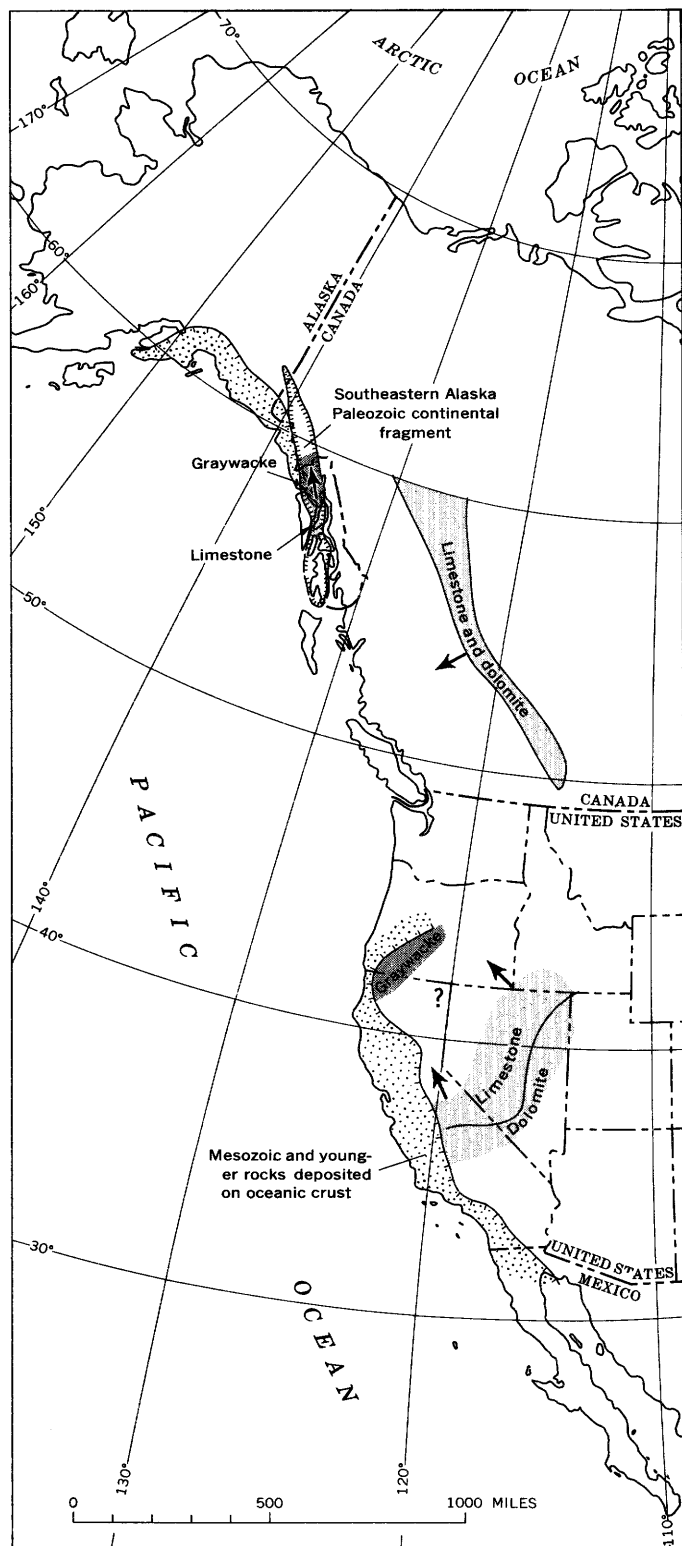 70°
ARCTIC
OCEAN
170°
60°
160°
ALASKA
CANADA
Southeastern Alaska
Paleozoic continental
fragment
Graywacke
150°
Limestone
50°
Limestone and dolomite
CANADA
UNITED STATES
PACIFIC
140°
40°
Graywacke
?
Limestone
Dolomite
Mesozoic and young-
er rocks deposited
on oceanic crust
30°
UNITED STATES
MEXICO
OCEAN
130°
120°
110°
0 500 1000 MILES